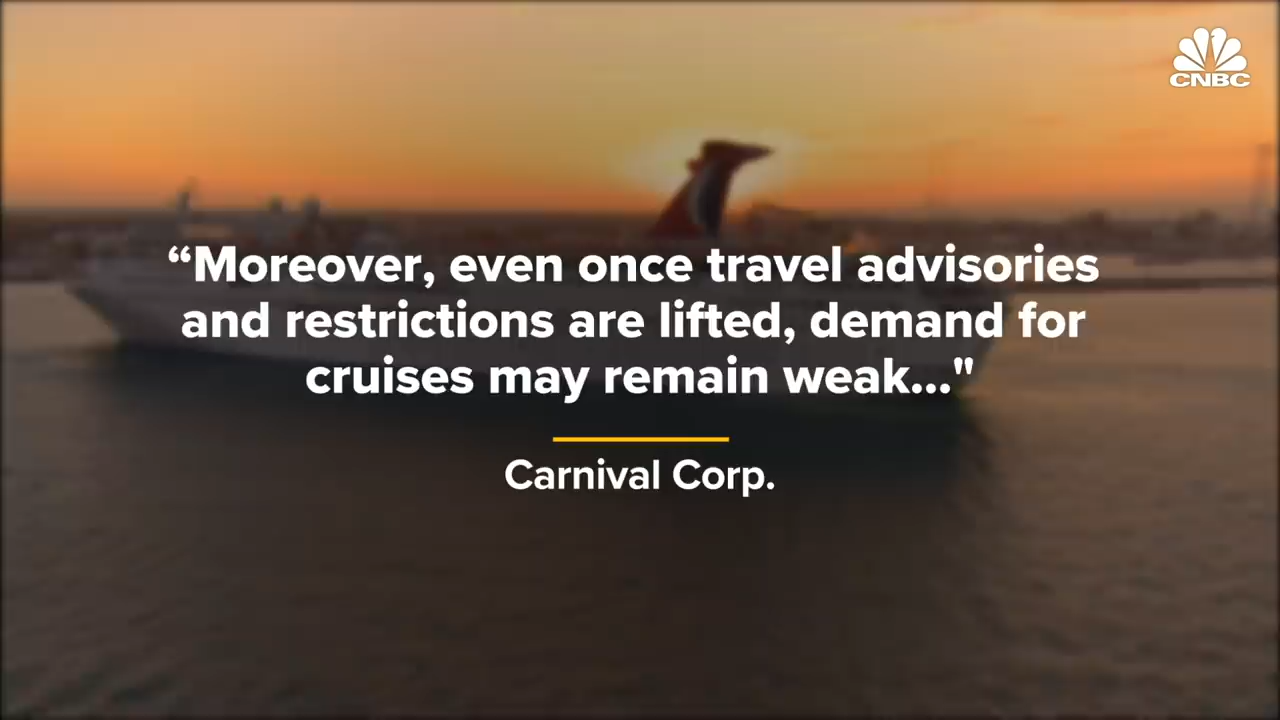 CNBC
“Moreover, even once travel advisories
and restrictions are lifted, demand for
cruises may remain weak..."
Carnival Corp.